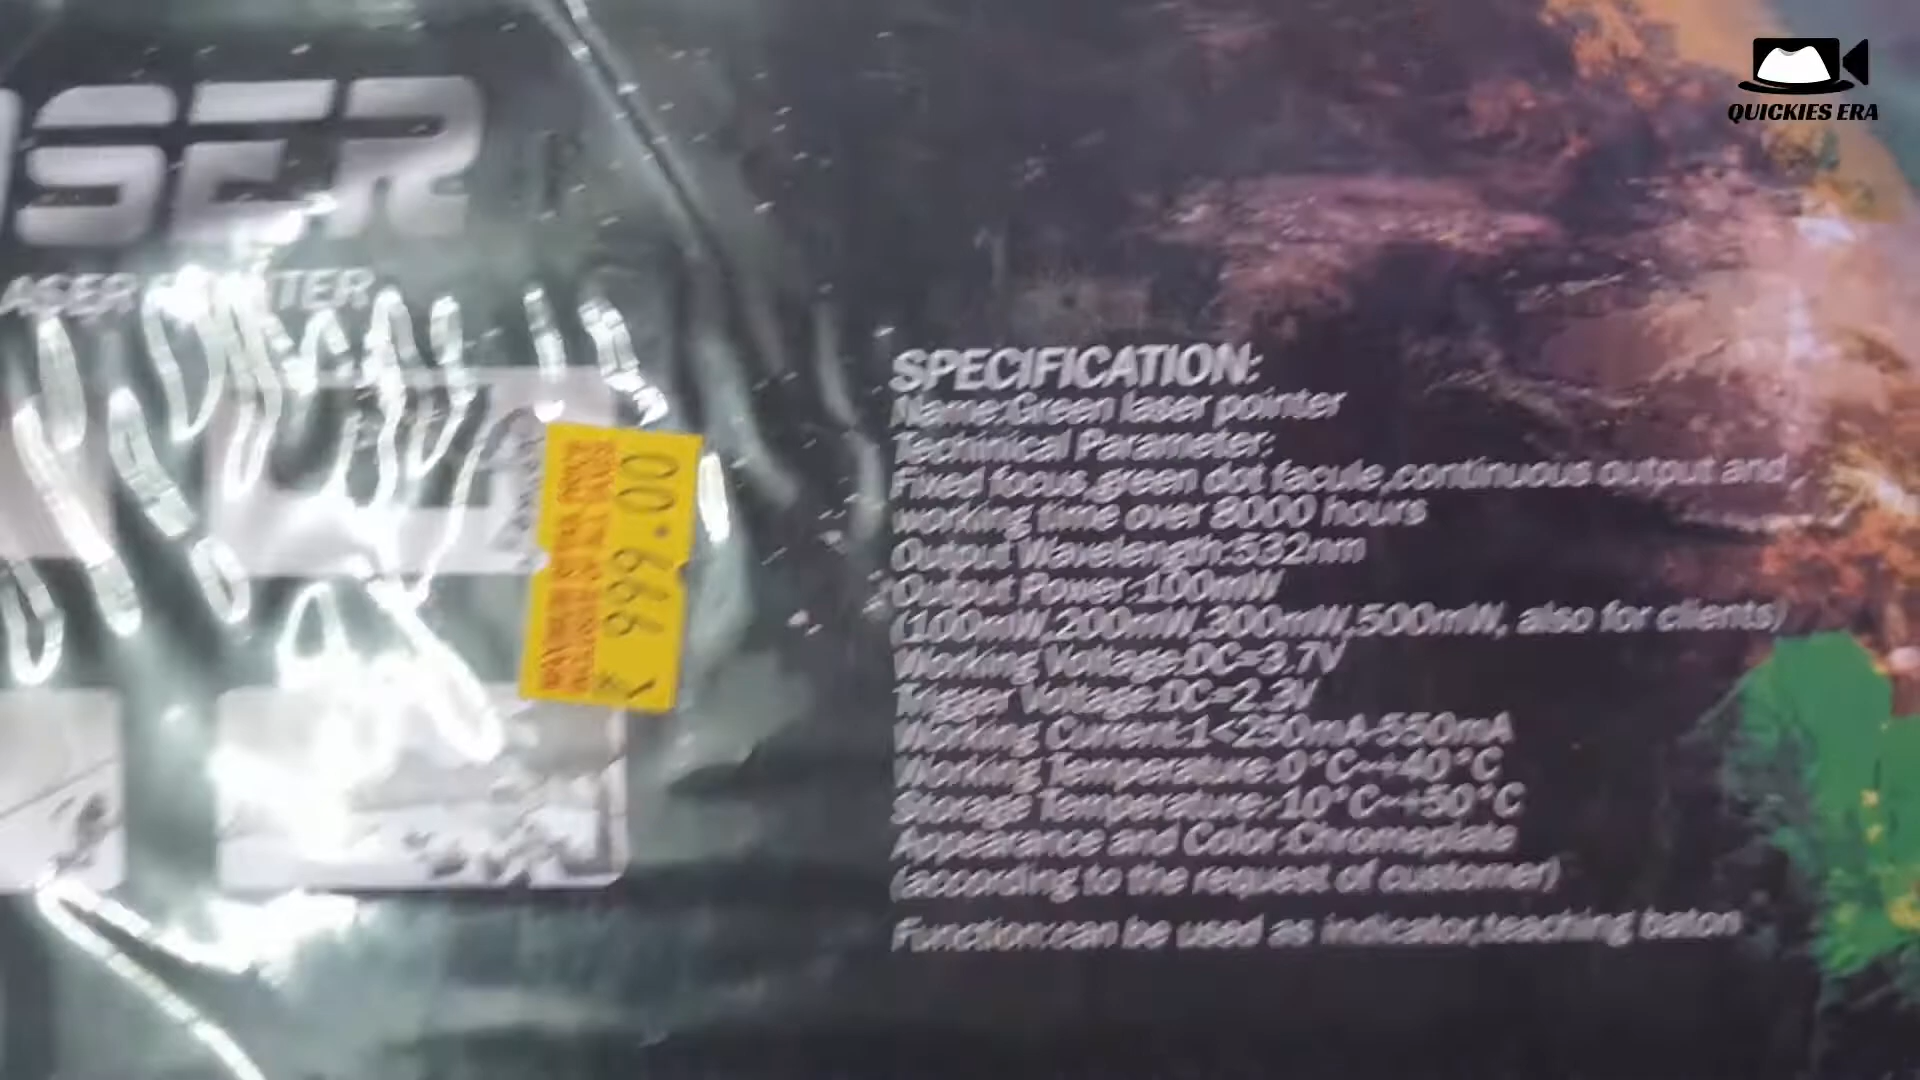 QUICKIES ERA
SER
ASER TER
999.00
SPECIFICATION:
Name:Green laser pointer
Techinical Parameter:
Fixed focus,green dot facule,continuous output and
working time over 8000 hours
Output Wavelength:532nm
Output Power:100mW
(100mW,200mW,300mW,500mW, also for clients)
Working Voltage:DC=3.7V
Trigger Voltage:DC=2.3V
Working Current:1<250mA-550mA
Working Temperature:0°C~+40°C
Storage Temperature:-10°C~+50°C
Appearance and Color:Chromeplate
(according to the request of customer)
Function:can be used as indicator,teaching baton